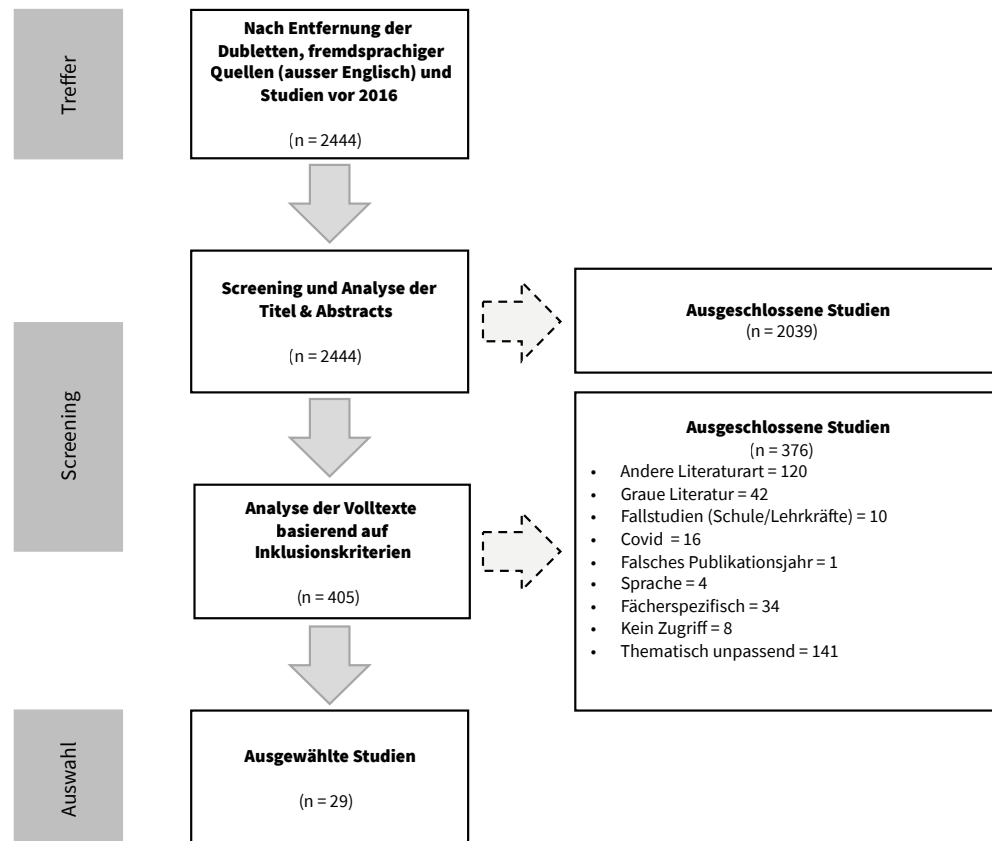 Treffer
Nach Entfernung der
Dubletten, fremdsprachiger
Quellen (ausser Englisch) und
Studien vor 2016
(n = 2444)
Screening
Screening und Analyse der
Titel & Abstracts
(n = 2444)
Ausgeschlossene Studien
(n = 2039)
Analyse der Volltexte
basierend auf
Inklusionskriterien
(n = 405)
Ausgeschlossene Studien
(n = 376)
• Andere Literaturart = 120
• Graue Literatur = 42
• Fallstudien (Schule/Lehrkräfte) = 10
• Covid = 16
• Falsches Publikationsjahr = 1
• Sprache = 4
• Fächerspezifisch = 34
• Kein Zugriff = 8
• Thematisch unpassend = 141
Auswahl
Ausgewählte Studien
(n = 29)